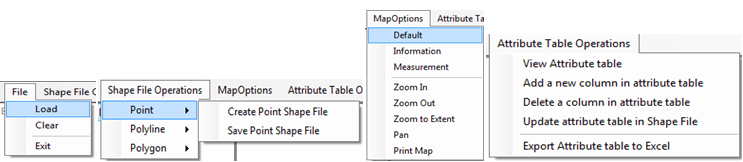 File Shape File O
Load
Clear
Exit
Shape File Operations MapOptions Attribute Table O
Point
Polyline
Polygon
Create Point Shape File
Save Point Shape File
MapOptions Attribute Ta
Default
Information
Measurement
Zoom In
Zoom Out
Zoom to Extent
Pan
Print Map
Attribute Table Operations
View Attribute table
Add a new column in attribute table
Delete a column in attribute table
Update attribute table in Shape File
Export Attribute table to Excel